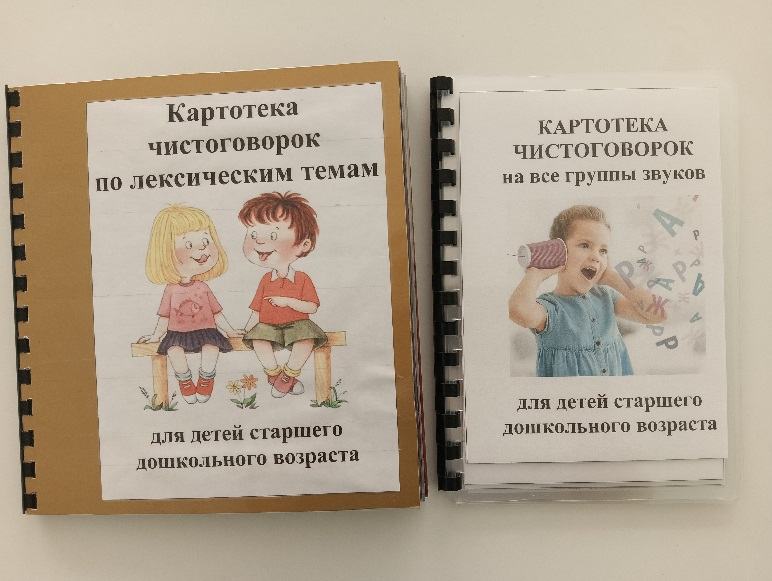 Картотека
чистоговорок
по лексическим темам
для детей старшего
дошкольного возраста
КАРТОТЕКА
ЧИСТОГОВОРОК
на все группы звуков
для детей старшего
дошкольного возраста